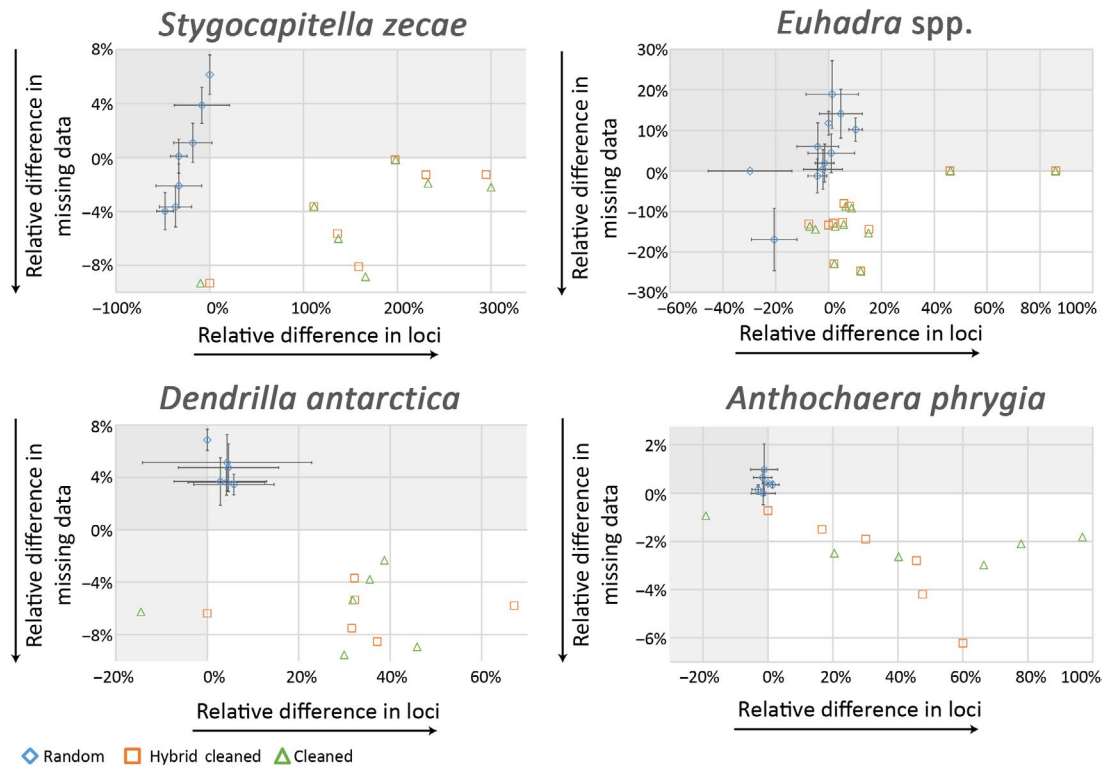 Stygocapitella zecae
Relative difference in
missing data
8%
4%
0%
−4%
−8%
−100%
0%
100%
200%
300%
Relative difference in loci
Euhadra spp.
Relative difference in
missing data
30%
20%
10%
0%
−10%
−20%
−30%
−60%
−40%
−20%
0%
20%
40%
60%
80%
100%
Relative difference in loci
Dendrilla antarctica
Relative difference in
missing data
8%
4%
0%
−4%
−8%
−20%
0%
20%
40%
60%
Relative difference in loci
Anthochaera phrygia
Relative difference in
missing data
2%
0%
−2%
−4%
−6%
−20%
0%
20%
40%
60%
80%
100%
Relative difference in loci
Random
Hybrid cleaned
Cleaned